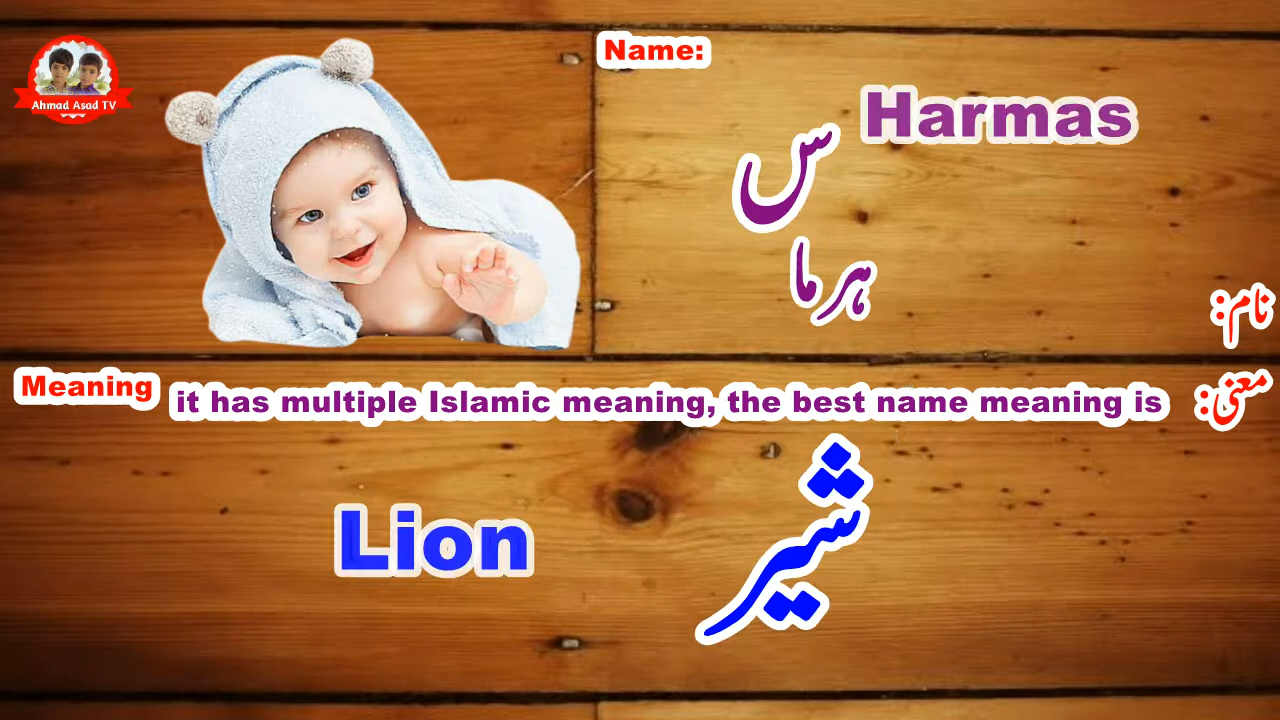 Ahmad Asad TV
Name:
Harmas
س
ہرما
نام:
Meaning
it has multiple Islamic meaning, the best name meaning is
معنی:
Lion
شیر